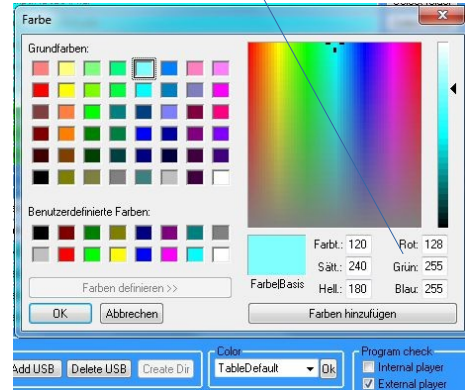 Farbe
Grundfarben:
Benutzerdefinierte Farben:
Farbt.: 120 Rot: 128
Sätt.: 240 Grün: 255
Farbe|Basis Hell.: 180 Blau: 255
Farben definieren >>
OK Abbrechen Farben hinzufügen
Color Program check
Add USB Delete USB Create Dir TableDefault Ok Internal player
External player